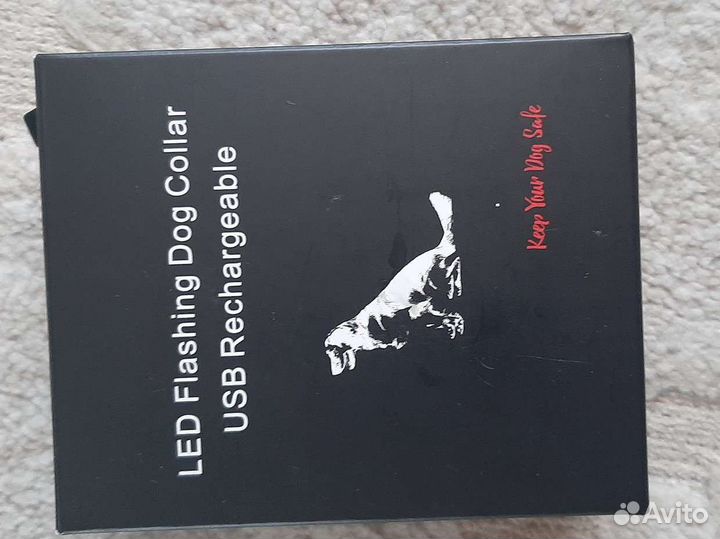 LED Flashing Dog Collar
USB Rechargeable
Keep Your Dog Safe
Avito